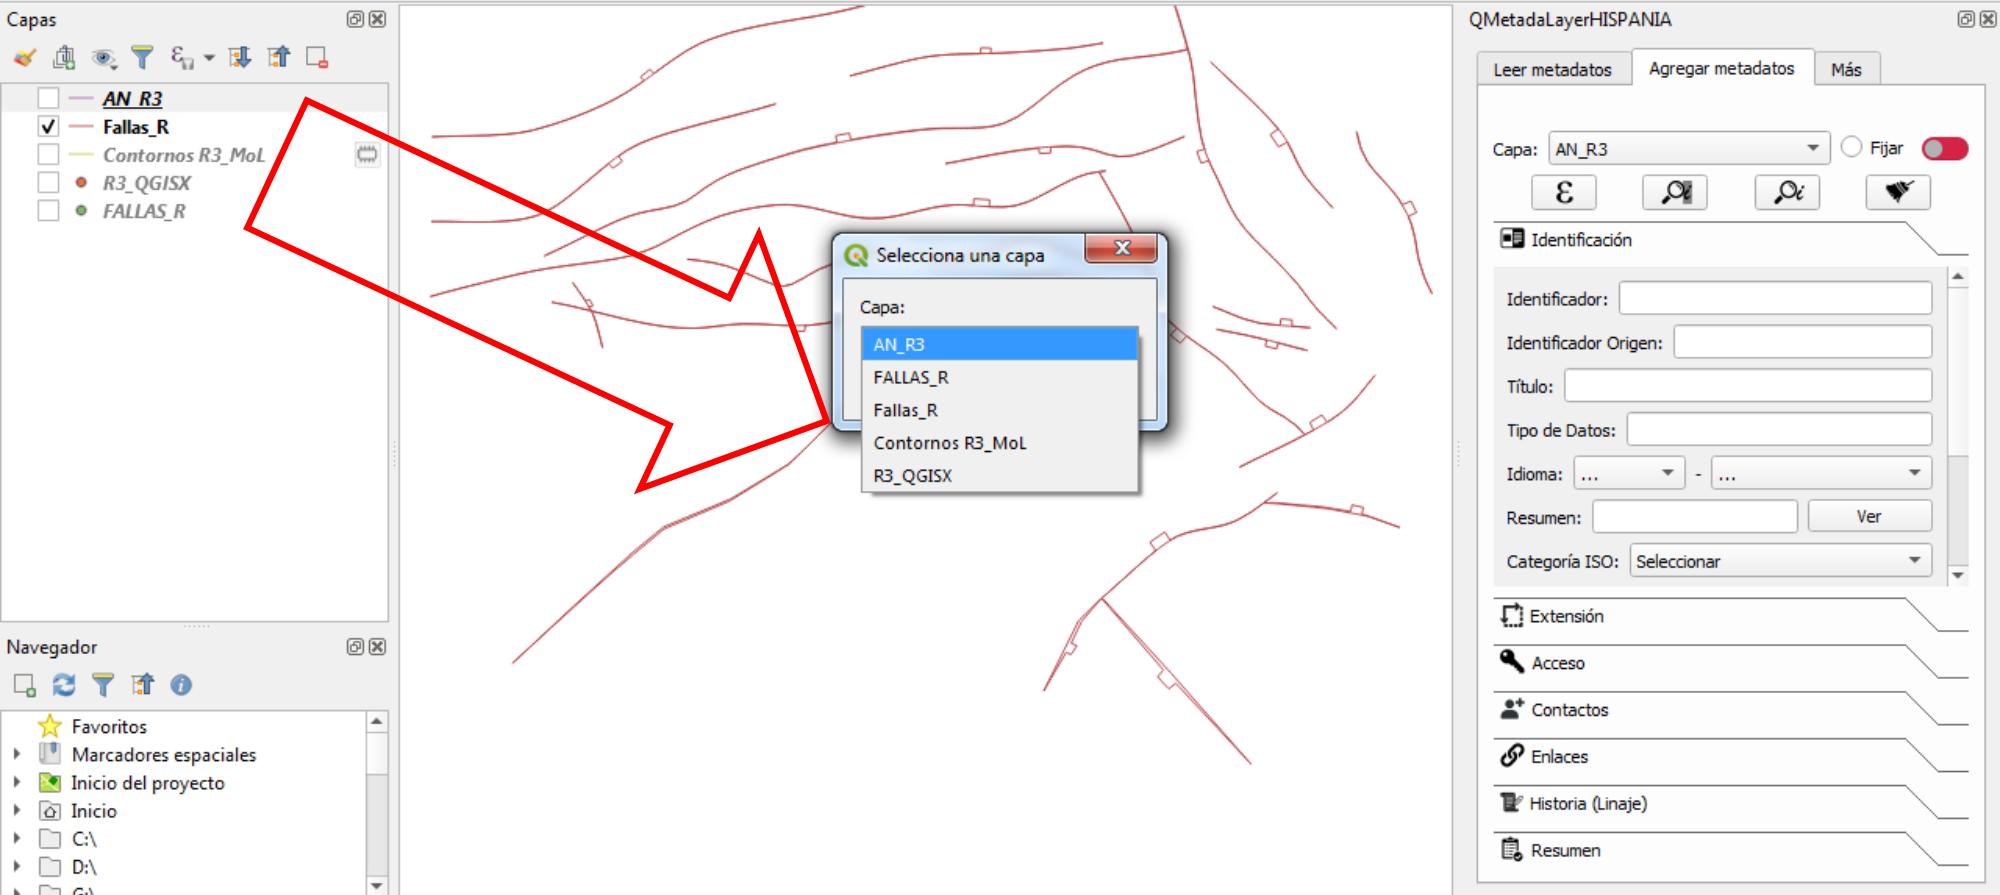 Capas
AN_R3
Fallas_R
Contornos R3_MoL
R3_QGISX
FALLAS_R
Navegador
Favoritos
Marcadores espaciales
Inicio del proyecto
Inicio
C:\
D:\
G:\
Selecciona una capa
Capa:
AN_R3
FALLAS_R
Fallas_R
Contornos R3_MoL
R3_QGISX
QMetadaLayerHISPANIA
Leer metadatos Agregar metadatos Más
Capa: AN_R3 Fijar
Identificación
Identificador:
Identificador Origen:
Título:
Tipo de Datos:
Idioma: ... - ...
Resumen: Ver
Categoría ISO: Seleccionar
Extensión
Acceso
Contactos
Enlaces
Historia (Linaje)
Resumen